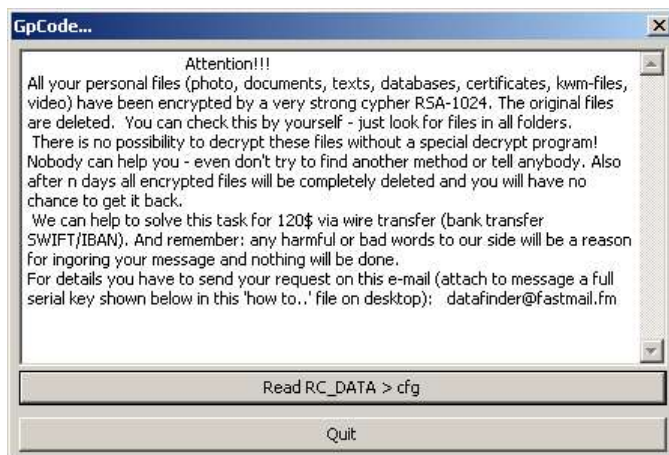 GpCode...
Attention!!!
All your personal files (photo, documents, texts, databases, certificates, kwm-files,
video) have been encrypted by a very strong cypher RSA-1024. The original files
are deleted.  You can check this by yourself - just look for files in all folders.
There is no possibility to decrypt these files without a special decrypt program!
Nobody can help you - even don't try to find another method or tell anybody. Also
after n days all encrypted files will be completely deleted and you will have no
chance to get it back.
We can help to solve this task for 120$ via wire transfer (bank transfer
SWIFT/IBAN). And remember: any harmful or bad words to our side will be a reason
for ingoring your message and nothing will be done.
For details you have to send your request on this e-mail (attach to message a full
serial key shown below in this 'how to..' file on desktop):   datafinder@fastmail.fm
Read RC_DATA > cfg
Quit